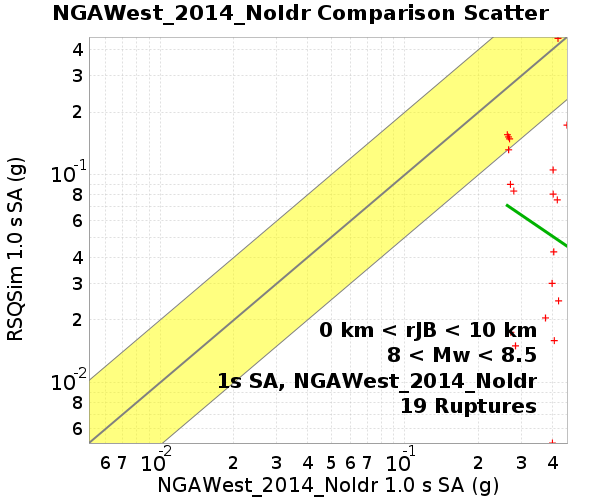 NGAWest_2014_NoIdr Comparison Scatter
RSQSim 1.0 s SA (g)
4
3
2
10-1
8
6
4
3
2
10-2
8
6
0 km < rJB < 10 km
8 < Mw < 8.5
1s SA, NGAWest_2014_NoIdr
19 Ruptures
6 7 10-2 2 3 4 5 6 7 10-1 2 3 4
NGAWest_2014_NoIdr 1.0 s SA (g)